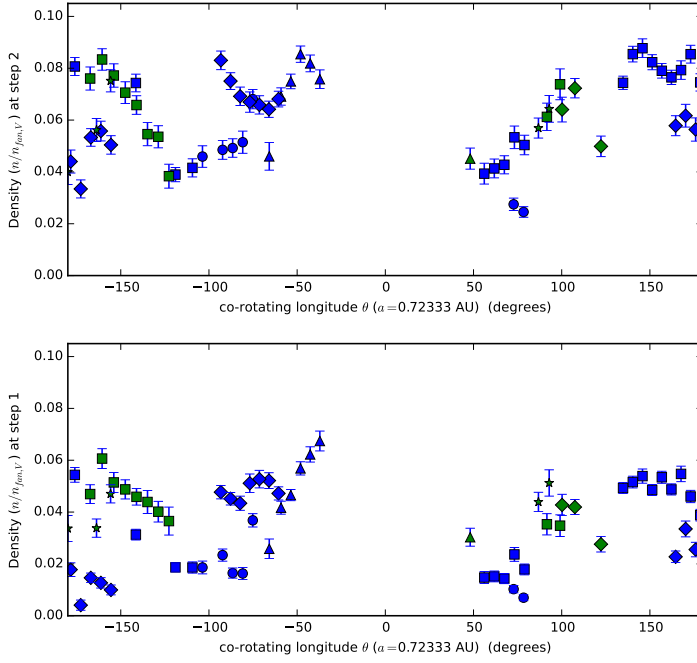 0.10
0.08
0.06
0.04
0.02
0.00
Density (n/n_{fan,V}) at step 2
−150 −100 −50 0 50 100 150
co-rotating longitude θ (a=0.72333 AU) (degrees)
0.10
0.08
0.06
0.04
0.02
0.00
Density (n/n_{fan,V}) at step 1
−150 −100 −50 0 50 100 150
co-rotating longitude θ (a=0.72333 AU) (degrees)